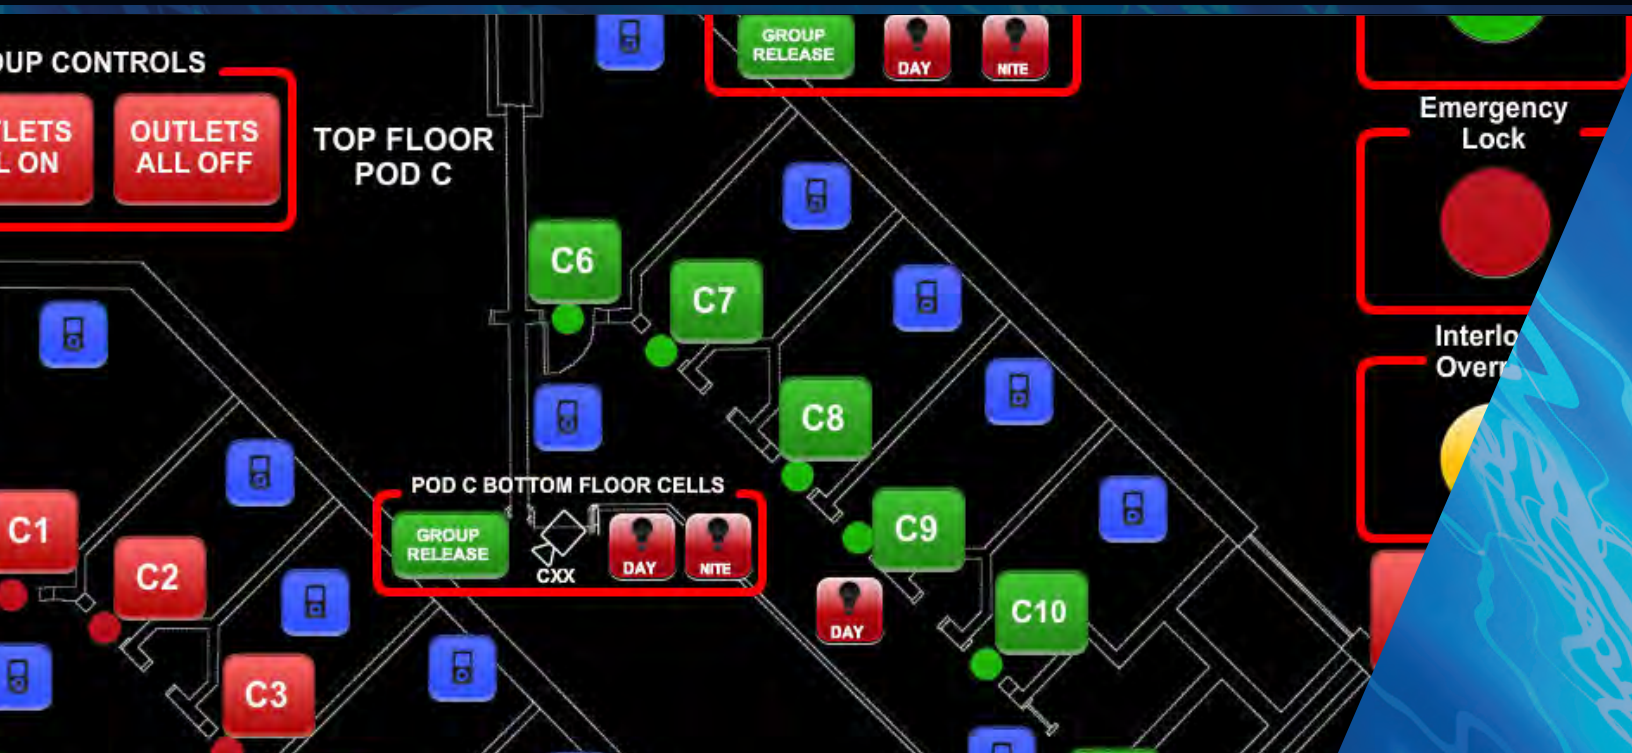 GROUP
RELEASE
DAY
NITE
UP CONTROLS
LETS
ON
OUTLETS
ALL OFF
TOP FLOOR
POD C
Emergency
Lock
C6
C7
C8
C9
C10
POD C BOTTOM FLOOR CELLS
GROUP
RELEASE
CXX
DAY
NITE
DAY
C1
C2
C3